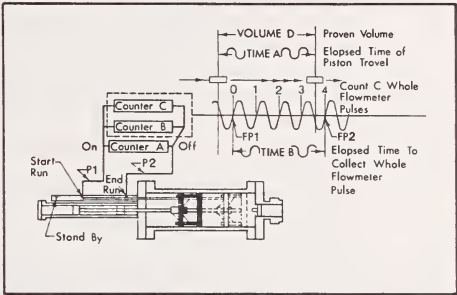 VOLUME D
Proven Volume
TIME A
Elapsed Time of
Piston Travel
0 1 2 3 4
Count C Whole
Flowmeter
Pulses
FP1
FP2
TIME B
Elapsed Time To
Collect Whole
Flowmeter
Pulse
Counter C
Counter B
On
Counter A
Off
P1
P2
Start
Run
End
Run
Stand By